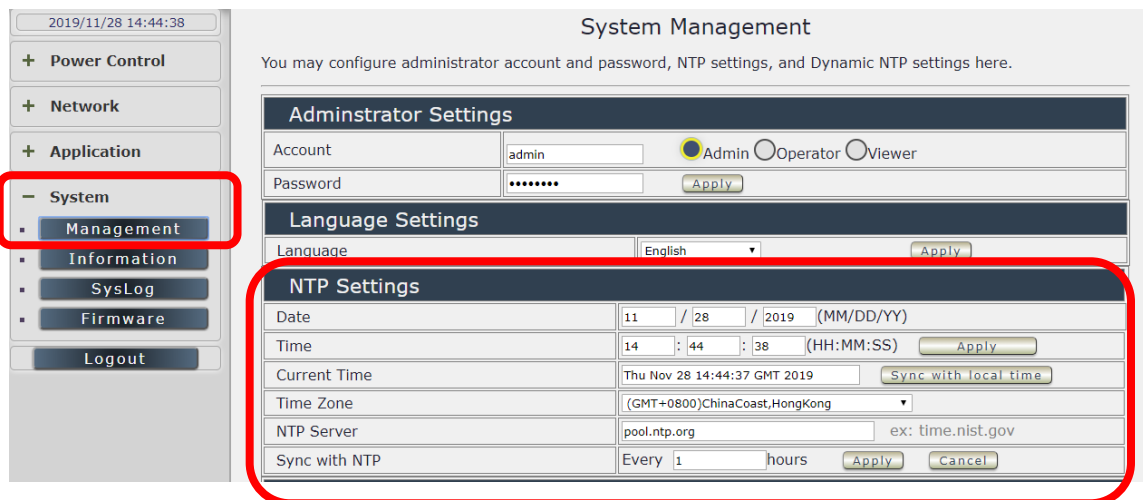 2019/11/28 14:44:38
+ Power Control
+ Network
+ Application
− System
Management
Information
SysLog
Firmware
Logout
System Management
You may configure administrator account and password, NTP settings, and Dynamic NTP settings here.
Adminstrator Settings
Account admin Admin Operator Viewer
Password •••••••• Apply
Language Settings
Language English Apply
NTP Settings
Date 11 / 28 / 2019 (MM/DD/YY)
Time 14 : 44 : 38 (HH:MM:SS) Apply
Current Time Thu Nov 28 14:44:37 GMT 2019 Sync with local time
Time Zone (GMT+0800)ChinaCoast,HongKong
NTP Server pool.ntp.org ex: time.nist.gov
Sync with NTP Every 1 hours Apply Cancel